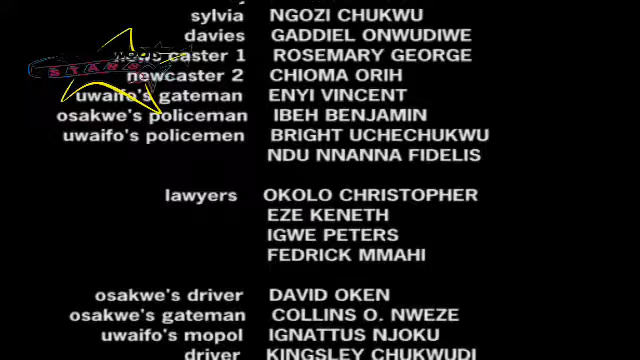 sylvia NGOZI CHUKWU
davies GADDIEL ONWUDIWE
news caster 1 ROSEMARY GEORGE
newcaster 2 CHIOMA ORIH
uwaifo's gateman ENYI VINCENT
osakwe's policeman IBEH BENJAMIN
uwaifo's policemen BRIGHT UCHECHUKWU
NDU NNANNA FIDELIS
lawyers OKOLO CHRISTOPHER
EZE KENETH
IGWE PETERS
FEDRICK MMAHI
osakwe's driver DAVID OKEN
osakwe's gateman COLLINS O. NWEZE
uwaifo's mopol IGNATTUS NJOKU
driver KINGSLEY CHUKWUDI